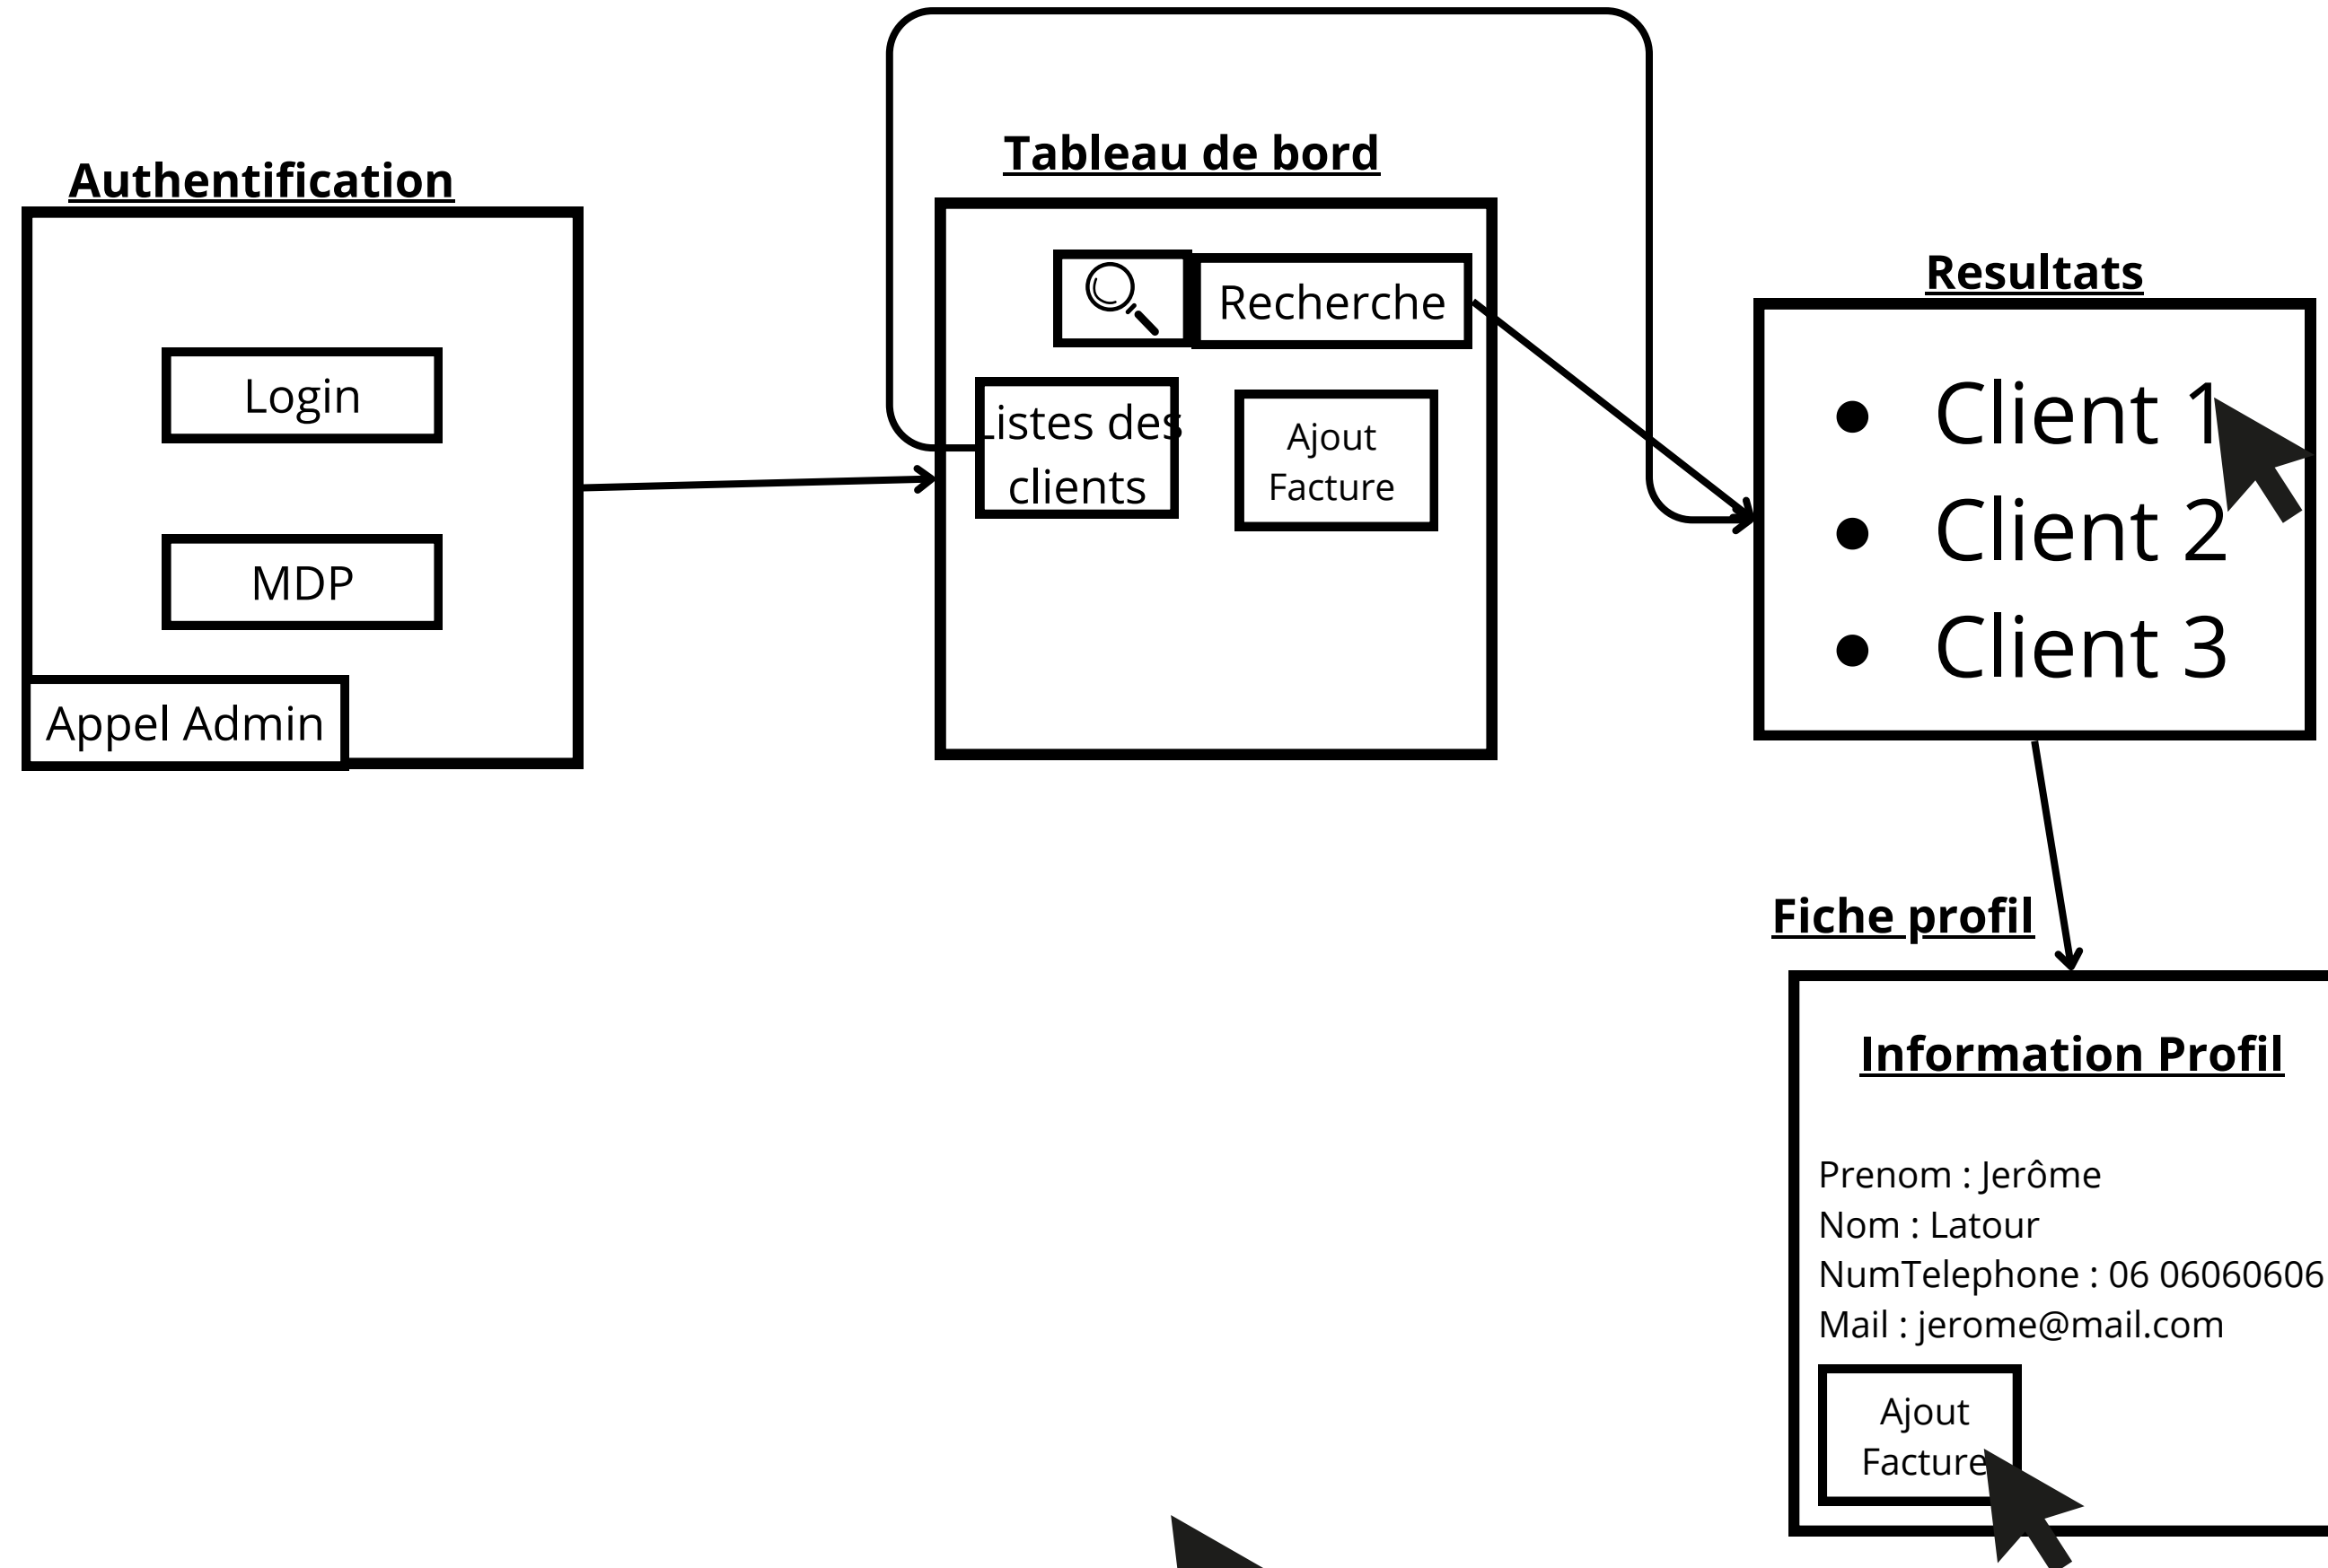 Authentification
Login
MDP
Appel Admin
Tableau de bord
Recherche
Listes des
clients
Ajout
Facture
Resultats
Client 1
Client 2
Client 3
Fiche profil
Information Profil
Prenom : Jerôme
Nom : Latour
NumTelephone : 06 06060606
Mail : jerome@mail.com
Ajout
Facture